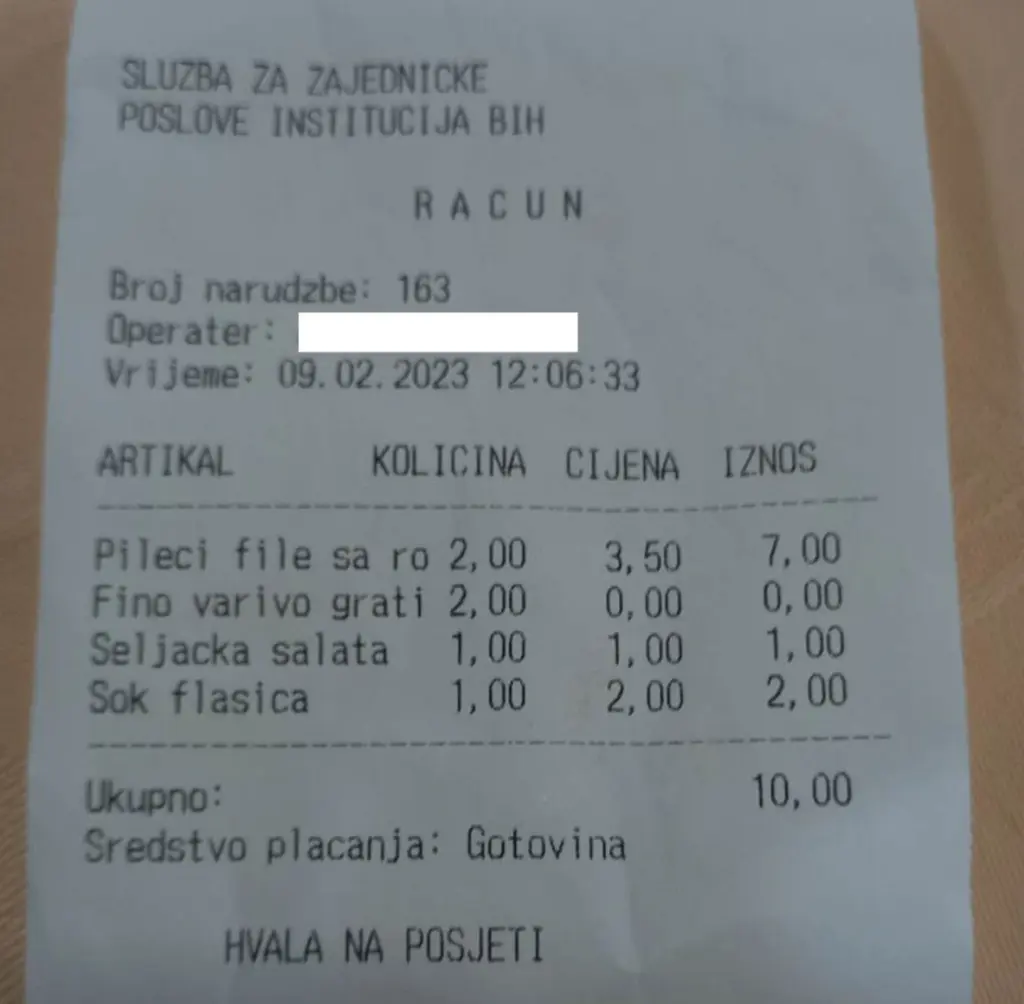 SLUZBA ZA ZAJEDNICKE
POSLOVE INSTITUCIJA BIH
R A C U N
Broj narudzbe: 163
Operater:
Vrijeme: 09.02.2023 12:06:33
ARTIKAL KOLICINA CIJENA IZNOS
Pileci file sa ro 2,00 3,50 7,00
Fino varivo grati 2,00 0,00 0,00
Seljacka salata 1,00 1,00 1,00
Sok flasica 1,00 2,00 2,00
Ukupno: 10,00
Sredstvo placanja: Gotovina
HVALA NA POSJETI